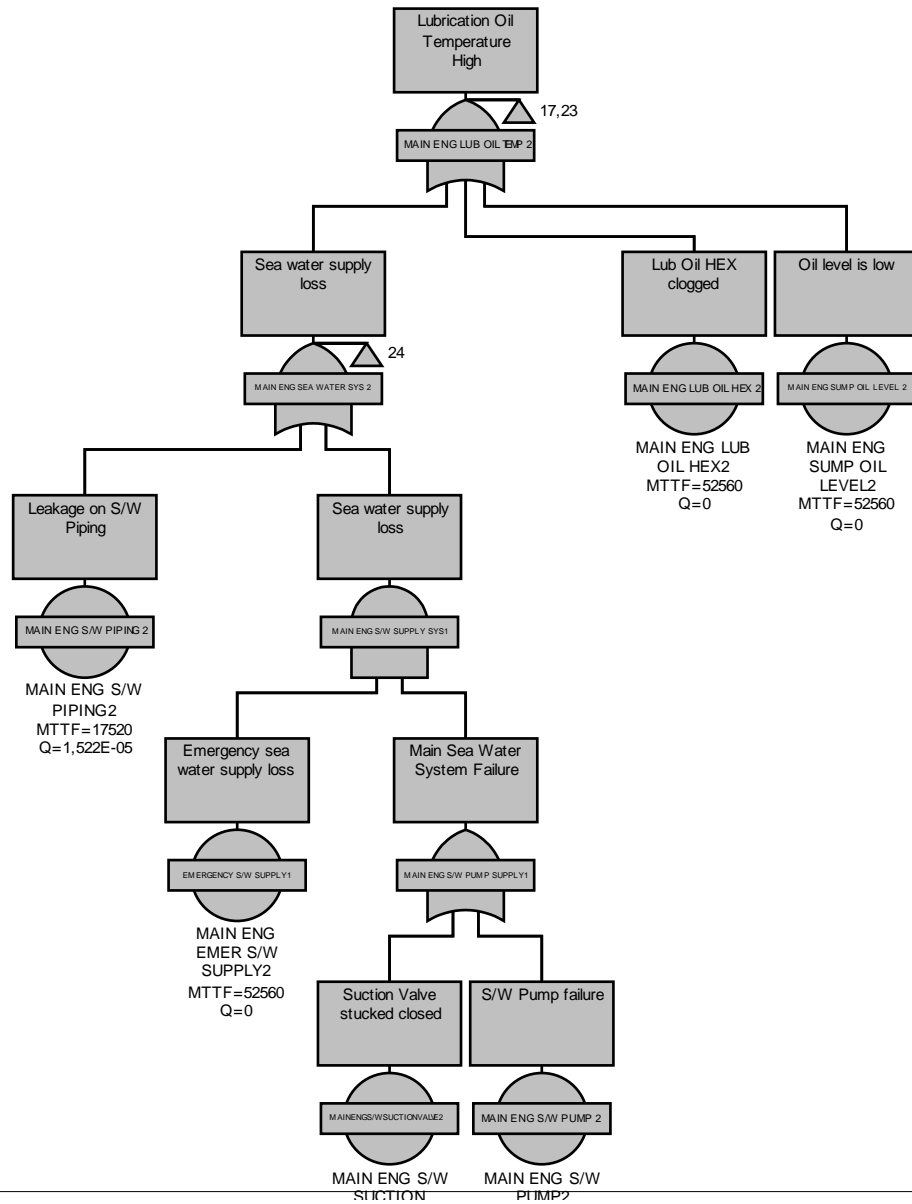 Lubrication Oil
Temperature
High
17,23
MAIN ENG LUB OIL TEMP 2
Sea water supply
loss
Lub Oil HEX
clogged
Oil level is low
24
MAIN ENG SEA WATER SYS 2
MAIN ENG LUB OIL HEX 2
MAIN ENG SUMP OIL LEVEL 2
MAIN ENG LUB
OIL HEX2
MTTF=52560
Q=0
MAIN ENG
SUMP OIL
LEVEL2
MTTF=52560
Q=0
Leakage on S/W
Piping
Sea water supply
loss
MAIN ENG S/W PIPING 2
MAIN ENG S/W SUPPLY SYS1
MAIN ENG S/W
PIPING2
MTTF=17520
Q=1,522E-05
Emergency sea
water supply loss
Main Sea Water
System Failure
EMERGENCY S/W SUPPLY1
MAIN ENG S/W PUMP SUPPLY1
MAIN ENG
EMER S/W
SUPPLY2
MTTF=52560
Q=0
Suction Valve
stucked closed
S/W Pump failure
MAINENGS/WSUCTIONVALVE2
MAIN ENG S/W PUMP 2
MAIN ENG S/W
SUCTION
MAIN ENG S/W
PUMP2